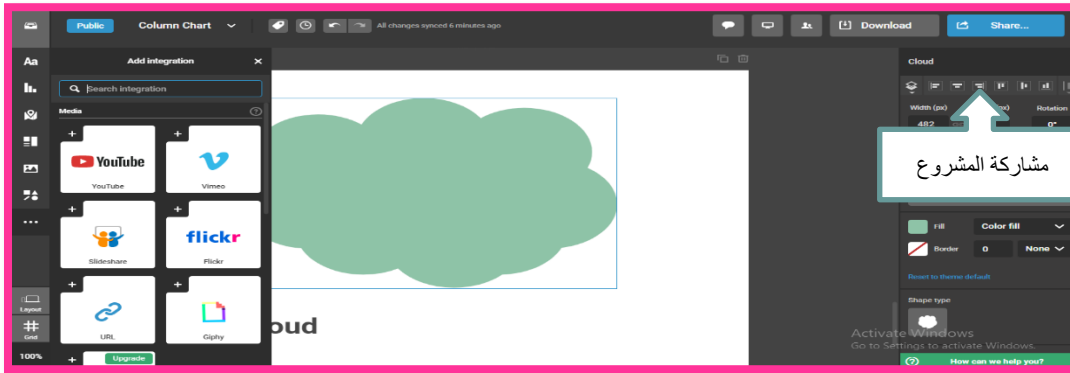 Public
Column Chart
All changes synced 6 minutes ago
Download
Share...
Aa
Add integration
Search integration
Media
YouTube
YouTube
Vimeo
Slideshare
flickr
Flickr
URL
Giphy
Upgrade
Layout
Grid
100%
oud
Cloud
Width (px)
px)
Rotation
482
0°
مشاركة المشروع
Fill
Color fill
Border
0
None
Reset to theme default
Shape type
Activate Windows
Go to Settings to activate Windows.
How can we help you?